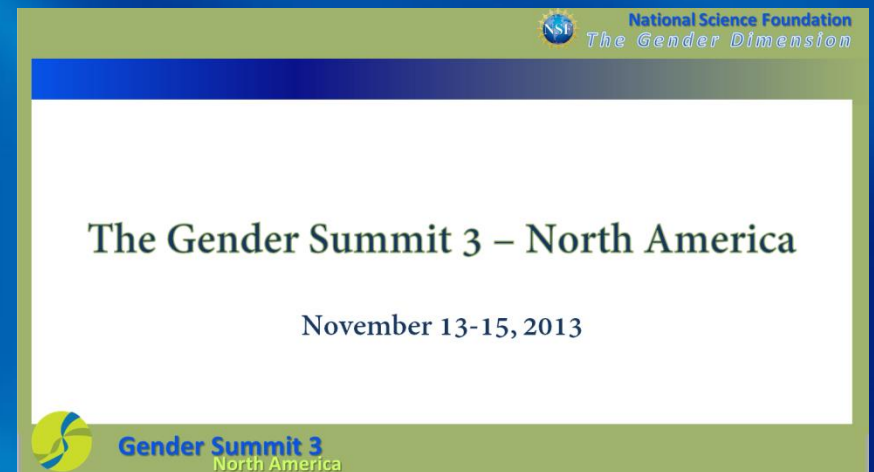 NSF
National Science Foundation
The Gender Dimension
The Gender Summit 3 – North America
November 13-15, 2013
Gender Summit 3
North America